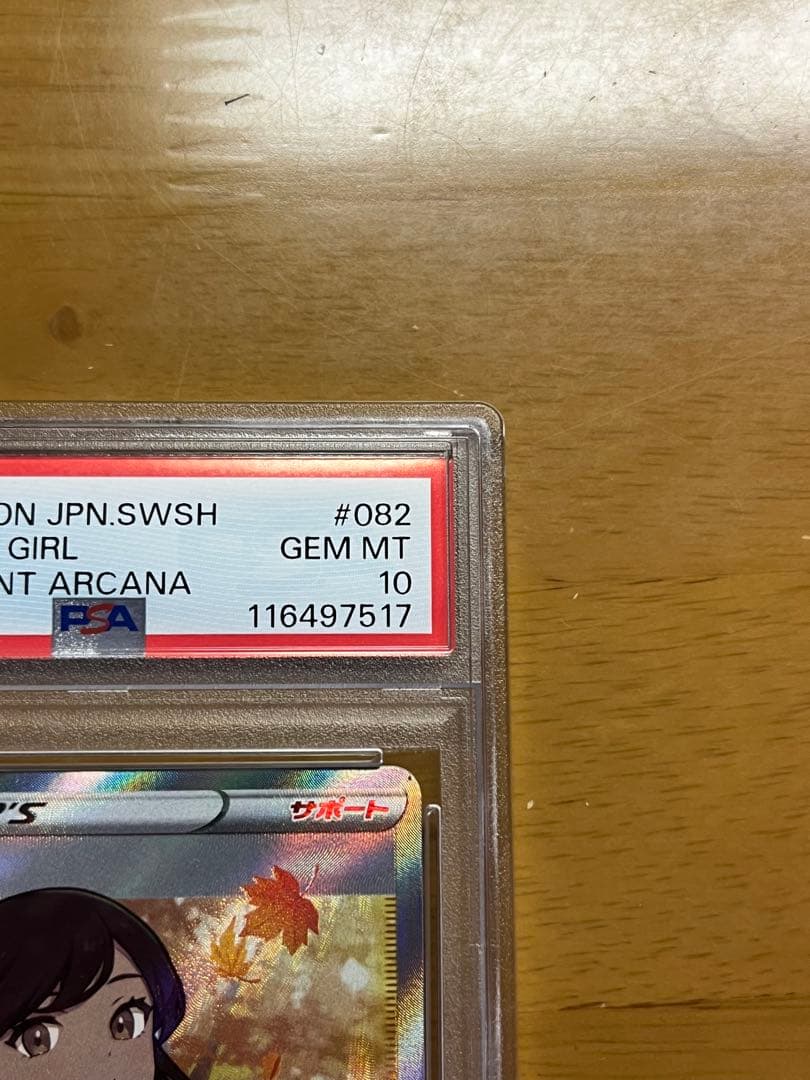 ON JPN.SWSH #082
GIRL GEM MT
NT ARCANA 10
PSA 116497517
R'S サポート